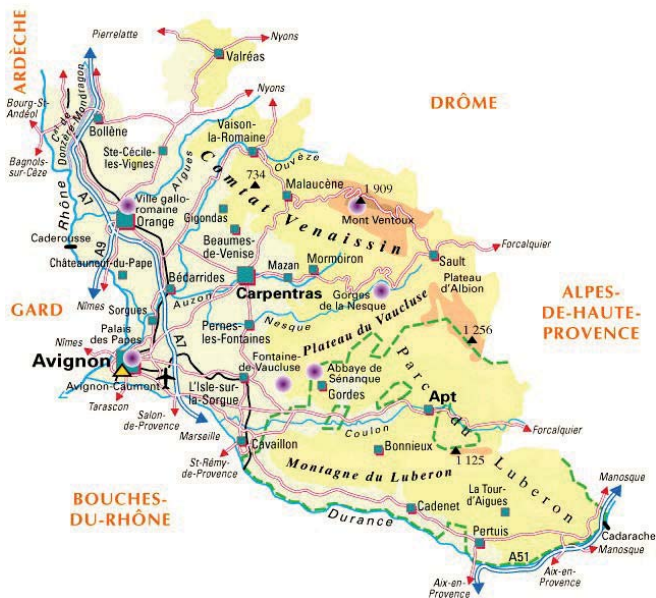 ARDÈCHE
Pierrelatte
Nyons
Valréas
Nyons
DRÔME
Bourg-St-
Andéol
Cal de
Donzère-Mondragon
Bollène
Bagnols-
sur-Cèze
Ste-Cécile-
les-Vignes
Aigues
Vaison-
la-Romaine
Ouvèze
734
Comtat Venaissin
Malaucène
1 909
Mont Ventoux
Rhône
A7
Ville gallo-
romaine
Orange
Gigondas
Caderousse
A9
Beaumes-
de-Venise
Forcalquier
Châteauneuf-du-Pape
Bédarrides
Mazan
Mormoiron
Sault
Plateau
d'Albion
Carpentras
Auzon
Gorges
de la Nesque
GARD
Nîmes
Sorgues
ALPES-
DE-HAUTE-
PROVENCE
Palais
des Papes
A7
Pernes-
les-Fontaines
Nesque
Plateau du Vaucluse
1 256
Nîmes
Avignon
Fontaine-
de-Vaucluse
Abbaye de
Sénanque
Parc du Luberon
Avignon-Caumont
L'Isle-sur-
la-Sorgue
Gordes
Apt
Tarascon
Salon-
de-Provence
Marseille
Coulon
Forcalquier
Cavaillon
Bonnieux
1 125
St-Rémy-
de-Provence
Montagne du Luberon
Manosque
BOUCHES-
DU-RHÔNE
Durance
Cadenet
La Tour-
d'Aigues
Pertuis
Cadarache
Manosque
A51
Aix-en-
Provence
Aix-en-
Provence